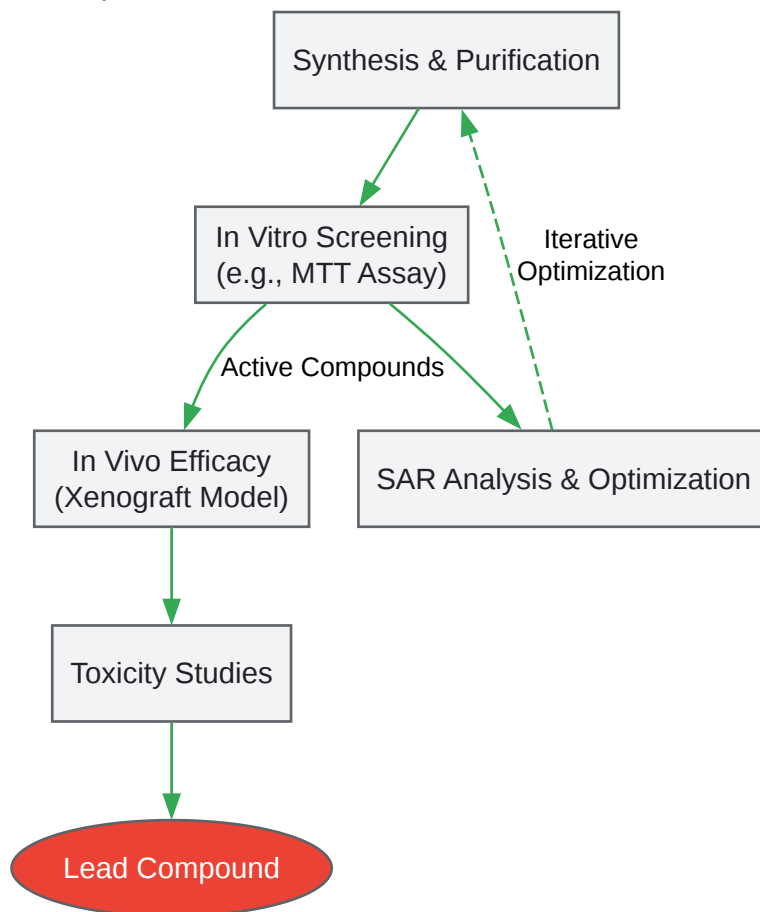 Synthesis & Purification
In Vitro Screening
(e.g., MTT Assay)
Iterative
Optimization
Active Compounds
In Vivo Efficacy
(Xenograft Model)
SAR Analysis & Optimization
Toxicity Studies
Lead Compound